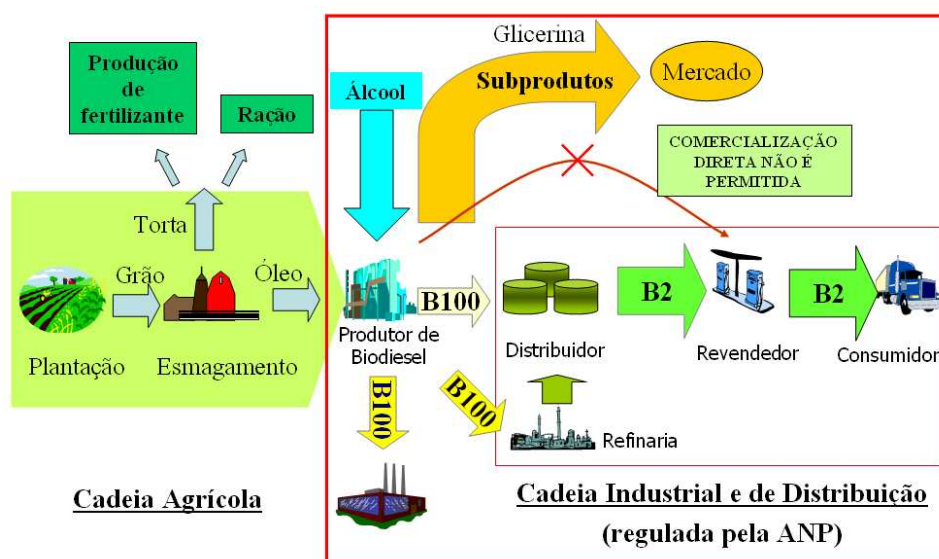 Produção
de
fertilizante
Ração
Torta
Grão
Óleo
Plantação
Esmagamento
Cadeia Agrícola
Glicerina
Subprodutos
Mercado
Álcool
COMERCIALIZAÇÃO
DIRETA NÃO É
PERMITIDA
Produtor de
Biodiesel
B100
B100
B100
Distribuidor
B2
Revendedor
B2
Consumidor
Refinaria
Cadeia Industrial e de Distribuição
(regulada pela ANP)